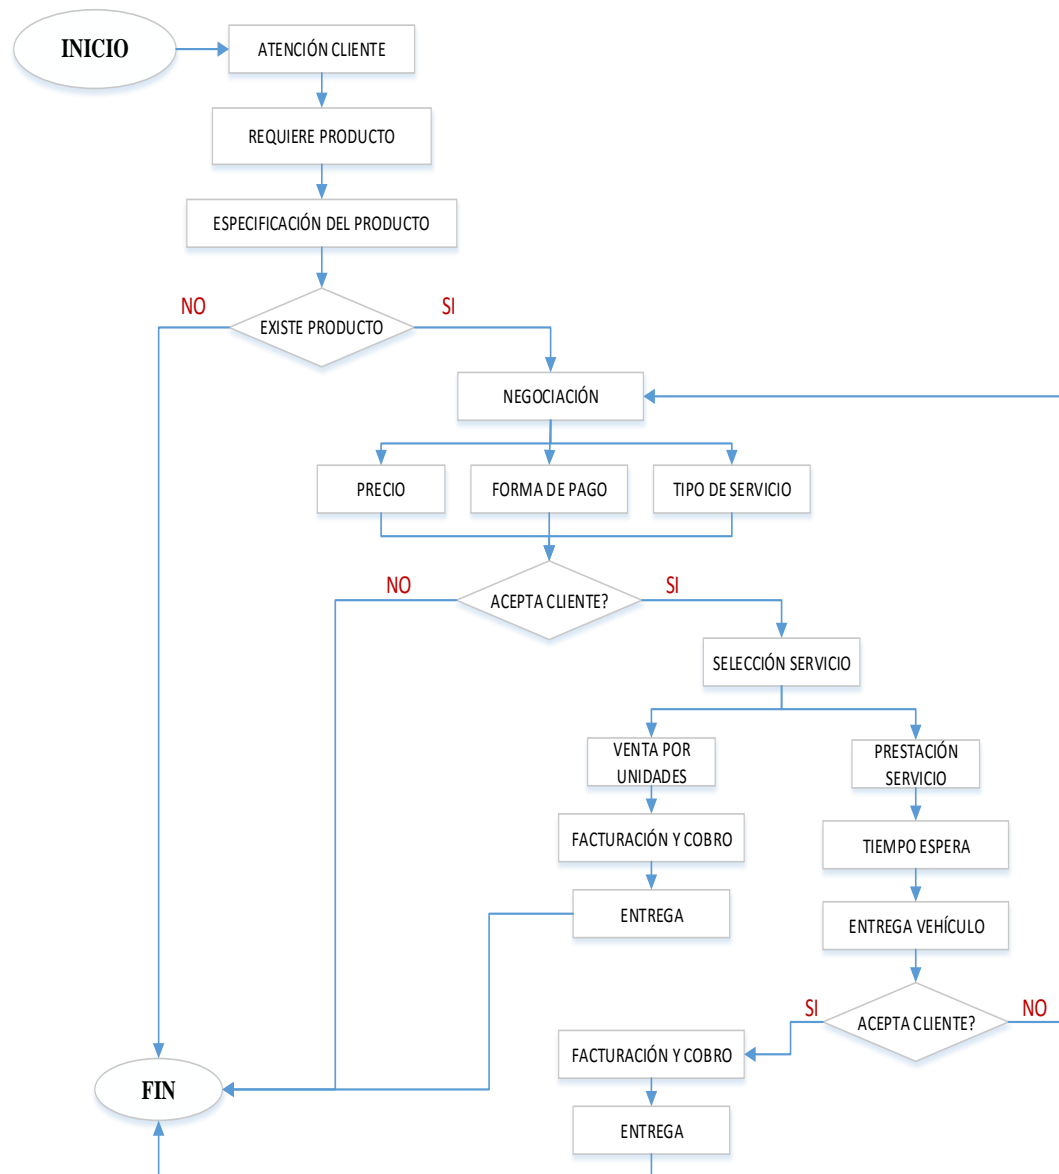 INICIO
ATENCIÓN CLIENTE
REQUIERE PRODUCTO
ESPECIFICACIÓN DEL PRODUCTO
NO
SI
EXISTE PRODUCTO
NEGOCIACIÓN
PRECIO
FORMA DE PAGO
TIPO DE SERVICIO
NO
SI
ACEPTA CLIENTE?
SELECCIÓN SERVICIO
VENTA POR
UNIDADES
PRESTACIÓN
SERVICIO
FACTURACIÓN Y COBRO
TIEMPO ESPERA
ENTREGA
ENTREGA VEHÍCULO
SI
NO
ACEPTA CLIENTE?
FACTURACIÓN Y COBRO
FIN
ENTREGA